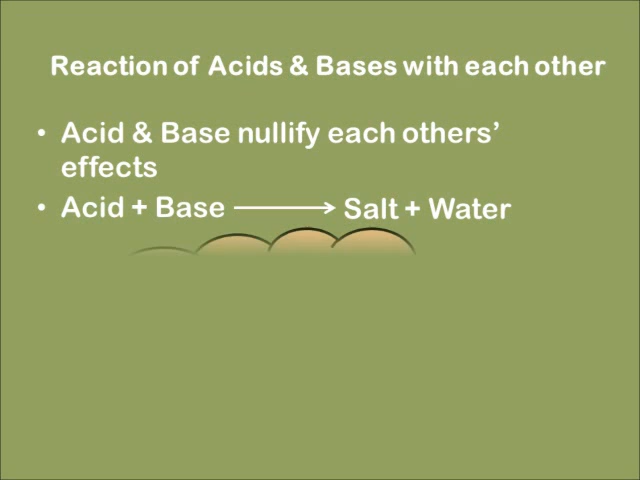 Reaction of Acids & Bases with each other
• Acid & Base nullify each others’
effects
• Acid + Base ⟶ Salt + Water